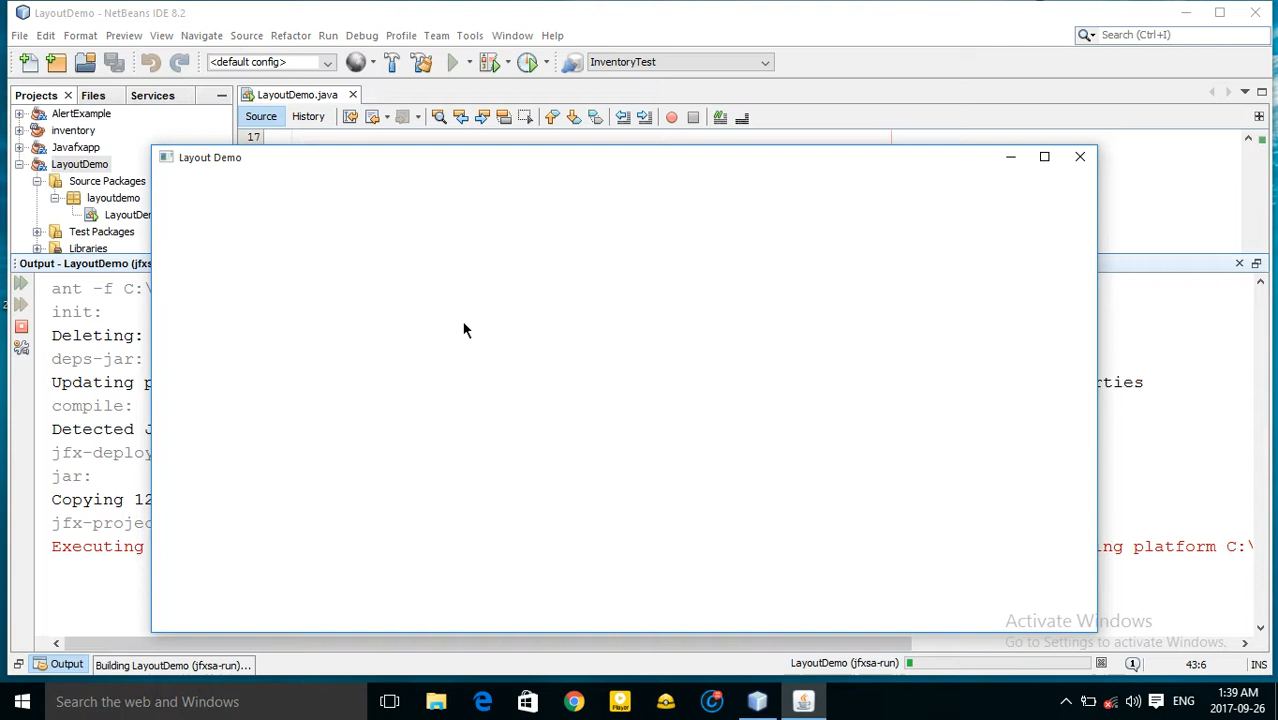 LayoutDemo - NetBeans IDE 8.2
File Edit Format Preview View Navigate Source Refactor Run Debug Profile Team Tools Window Help
Search (Ctrl+I)
<default config>
InventoryTest
Projects Files Services
LayoutDemo.java
Source History
17
AlertExample
inventory
Javafxapp
LayoutDemo
Source Packages
layoutdemo
LayoutDem
Test Packages
Libraries
Layout Demo
Output - LayoutDemo (jfxs
ant -f C:\
init:
Deleting:
deps-jar:
Updating p erties
compile:
Detected J
jfx-deploy
jar:
Copying 12
jfx-projec
Executing ng platform C:\
Activate Windows
Go to Settings to activate Windows.
Output
Building LayoutDemo (jfxsa-run)...
LayoutDemo (jfxsa-run)
1
43:6
INS
Search the web and Windows
Player
ENG
1:39 AM
2017-09-26